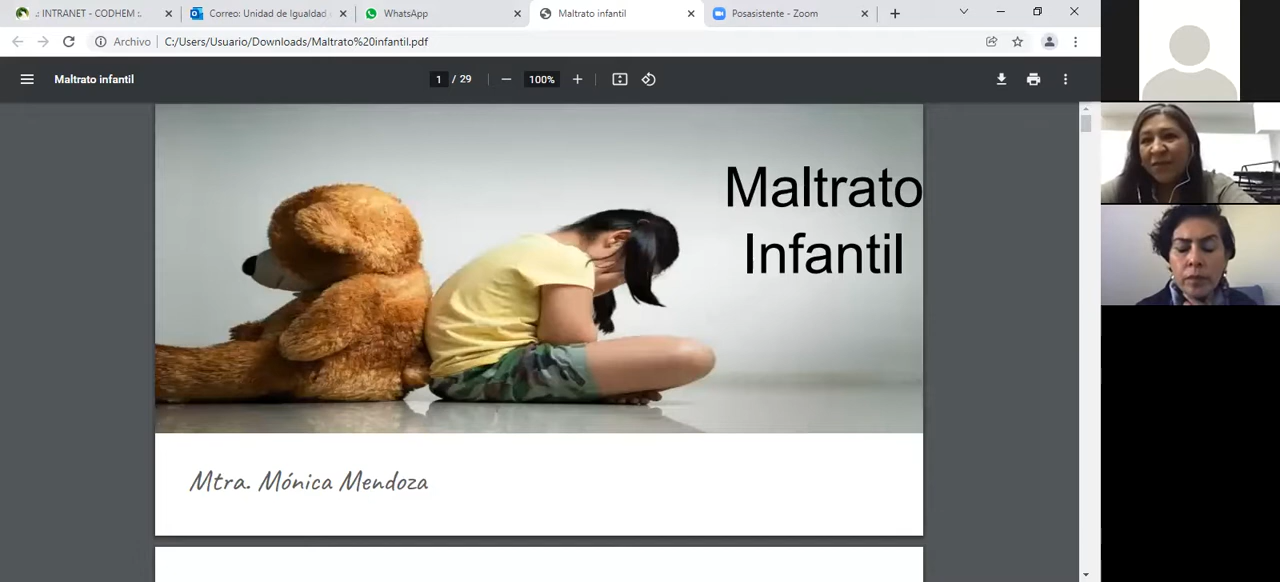 .: INTRANET - CODHEM :.
Correo: Unidad de Igualdad
WhatsApp
Maltrato infantil
Posasistente - Zoom
Archivo
C:/Users/Usuario/Downloads/Maltrato%20infantil.pdf
Maltrato infantil
1 / 29
100%
Maltrato
Infantil
Mtra. Mónica Mendoza